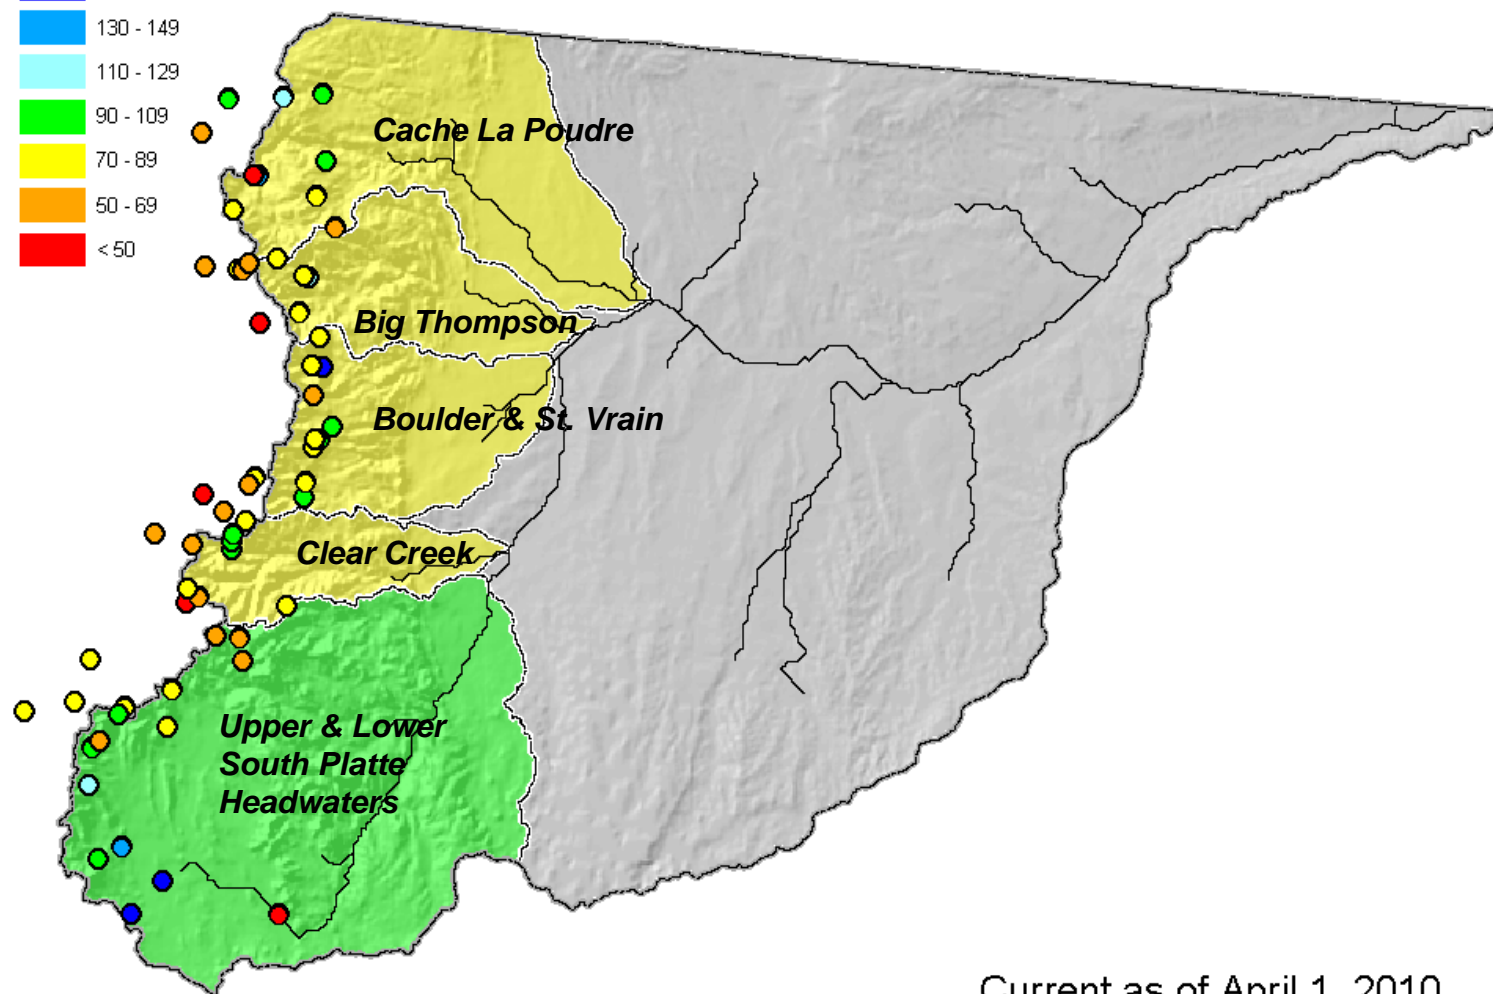 130 - 149
110 - 129
90 - 109
70 - 89
50 - 69
< 50
Cache La Poudre
Big Thompson
Boulder & St. Vrain
Clear Creek
Upper & Lower
South Platte
Headwaters
Current as of April 1, 2010